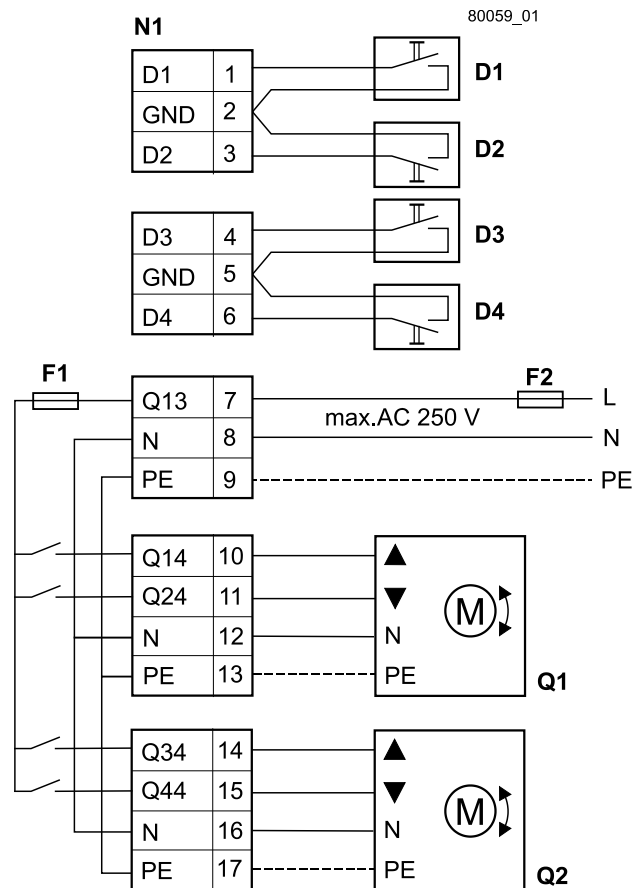 80059_01
N1
D1 1
GND 2
D2 3
D1
D2
D3 4
GND 5
D4 6
D3
D4
F1
F2
Q13 7
N 8
PE 9
max.AC 250 V
L
N
PE
Q14 10 ▲
Q24 11 ▼
N 12 N
PE 13 PE
M
Q1
Q34 14 ▲
Q44 15 ▼
N 16 N
PE 17 PE
M
Q2